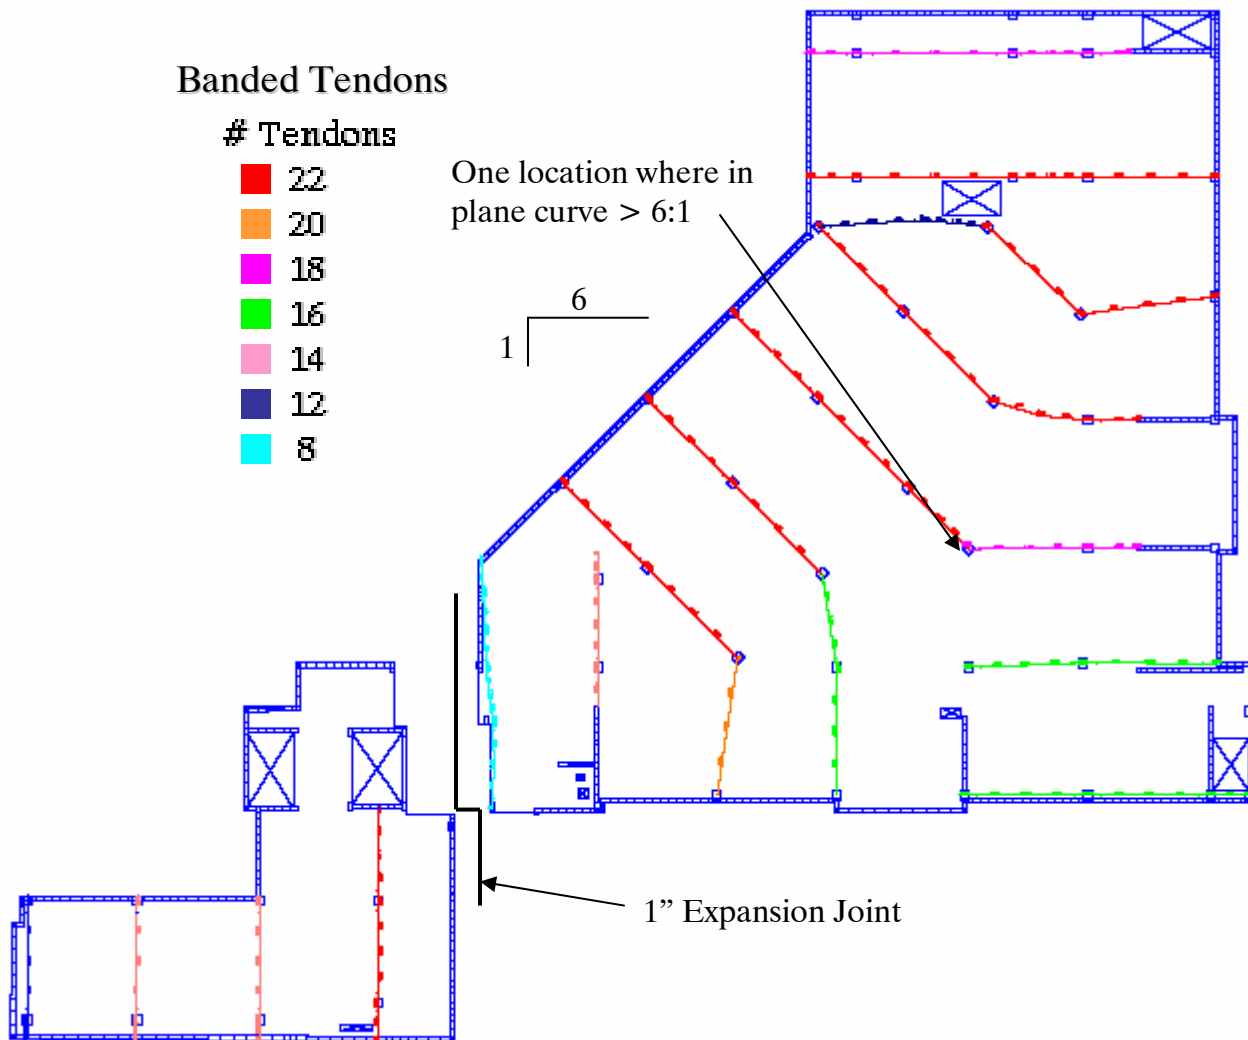 Banded Tendons
# Tendons
22
20
18
16
14
12
8
One location where in
plane curve > 6:1
6
1
1” Expansion Joint